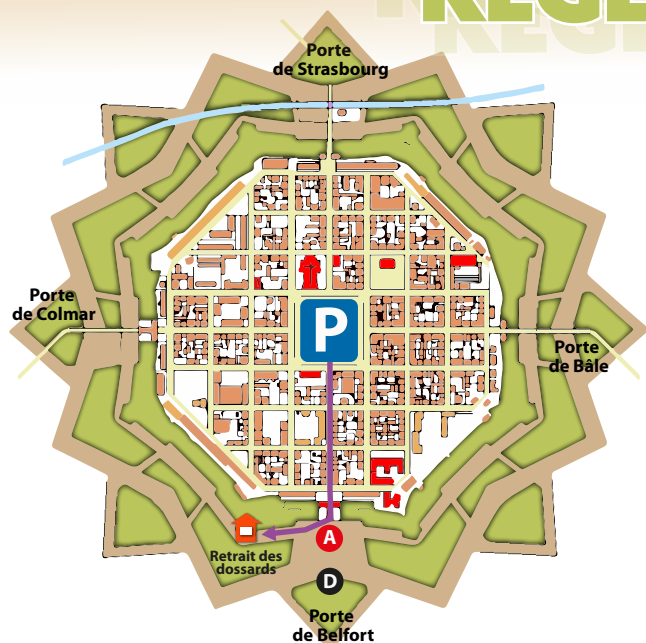 Porte
de Strasbourg
Porte
de Colmar
P
Porte
de Bâle
A
Retrait des
dossards
D
Porte
de Belfort